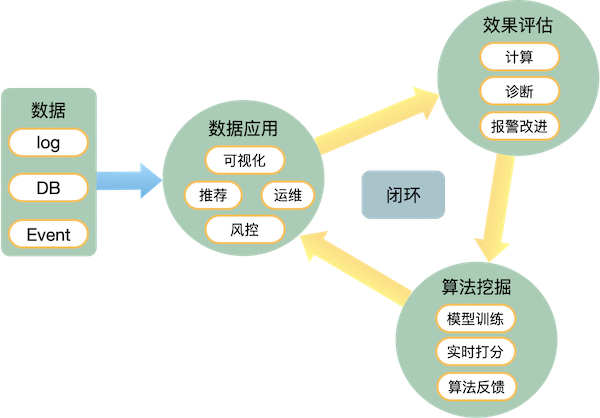 数据
log
DB
Event
数据应用
可视化
推荐
运维
风控
效果评估
计算
诊断
报警改进
闭环
算法挖掘
模型训练
实时打分
算法反馈